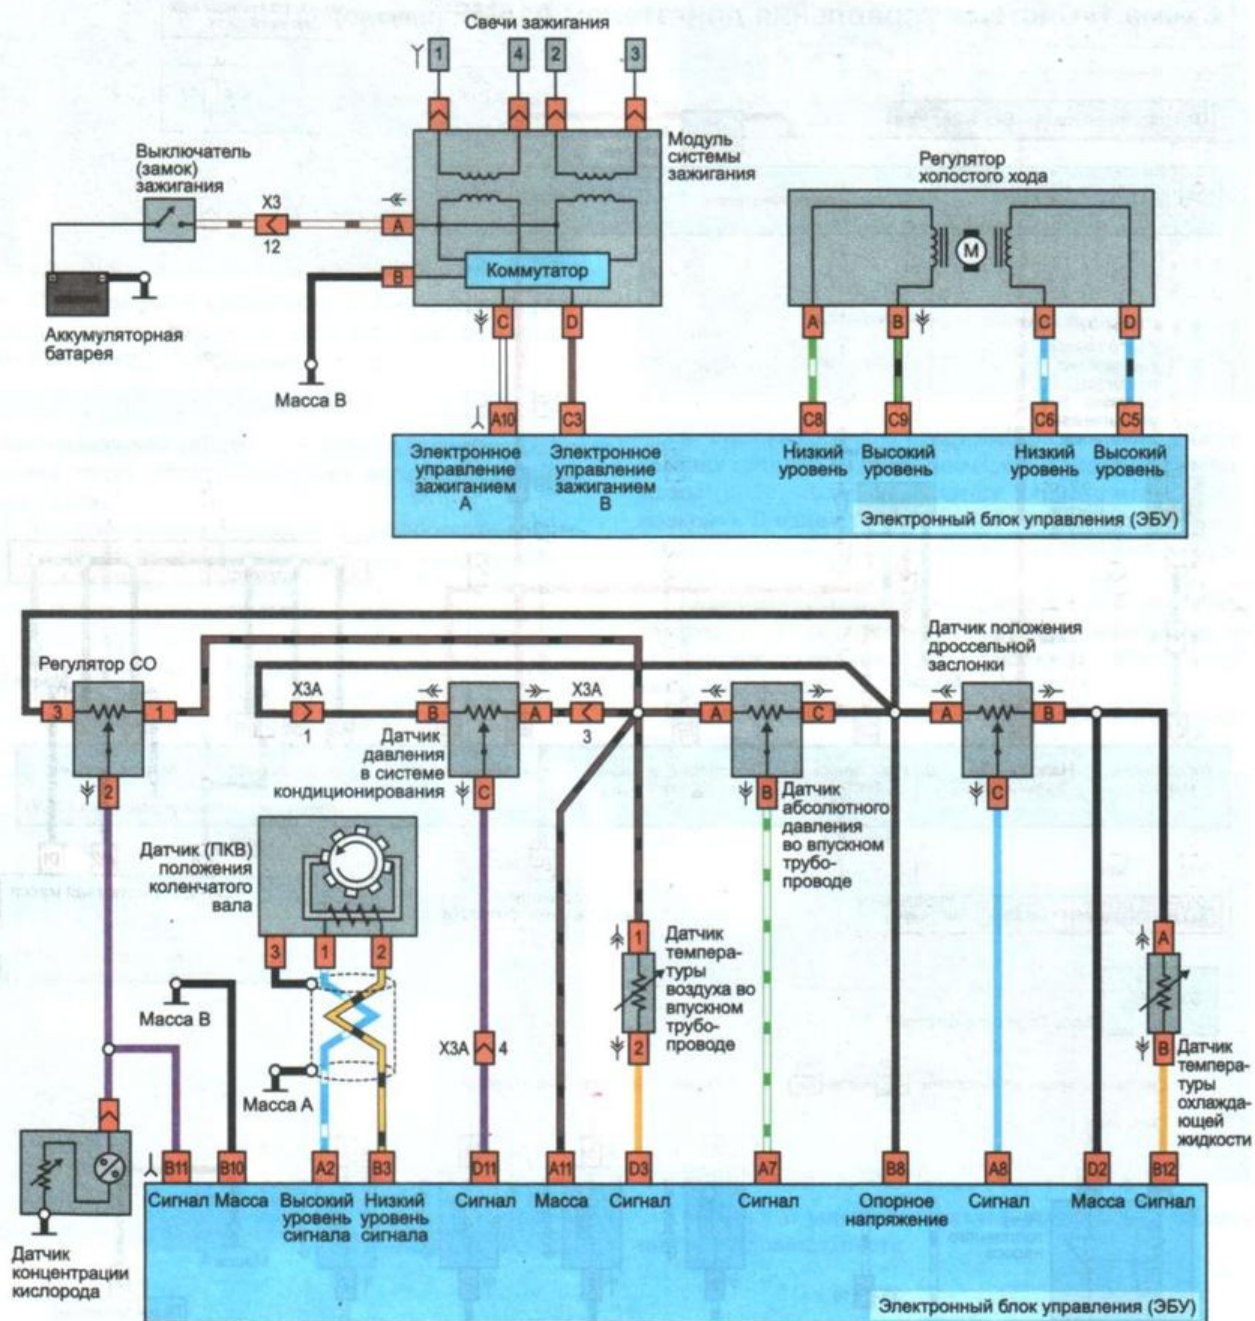 Свечи зажигания
1
4
2
3
Выключатель
(замок)
зажигания
X3
12
A
B
Модуль
системы
зажигания
Коммутатор
C
D
Аккумуляторная
батарея
Масса B
Регулятор
холостого хода
M
A
B
C
D
A10
C3
C8
C9
C6
C5
Электронное
управление
зажиганием
A
Электронное
управление
зажиганием
B
Низкий
уровень
Высокий
уровень
Низкий
уровень
Высокий
уровень
Электронный блок управления (ЭБУ)
Регулятор CO
3
1
2
X3A
1
B
A
C
Датчик
давления
в системе
кондиционирования
X3A
3
A
C
B
Датчик
абсолютного
давления
во впускном
трубо-
проводе
Датчик положения
дроссельной
заслонки
A
B
C
Датчик (ПКВ)
положения
коленчатого
вала
3
1
2
Масса B
Масса A
X3A
4
1
2
Датчик
темпера-
туры
воздуха во
впускном
трубо-
проводе
A
B
Датчик
темпера-
туры
охлажда-
ющей
жидкости
Датчик
концентрации
кислорода
B11
B10
A2
B3
D11
A11
D3
A7
B8
A8
D2
B12
Сигнал
Масса
Высокий
уровень
сигнала
Низкий
уровень
сигнала
Сигнал
Масса
Сигнал
Сигнал
Опорное
напряжение
Сигнал
Масса
Сигнал
Электронный блок управления (ЭБУ)